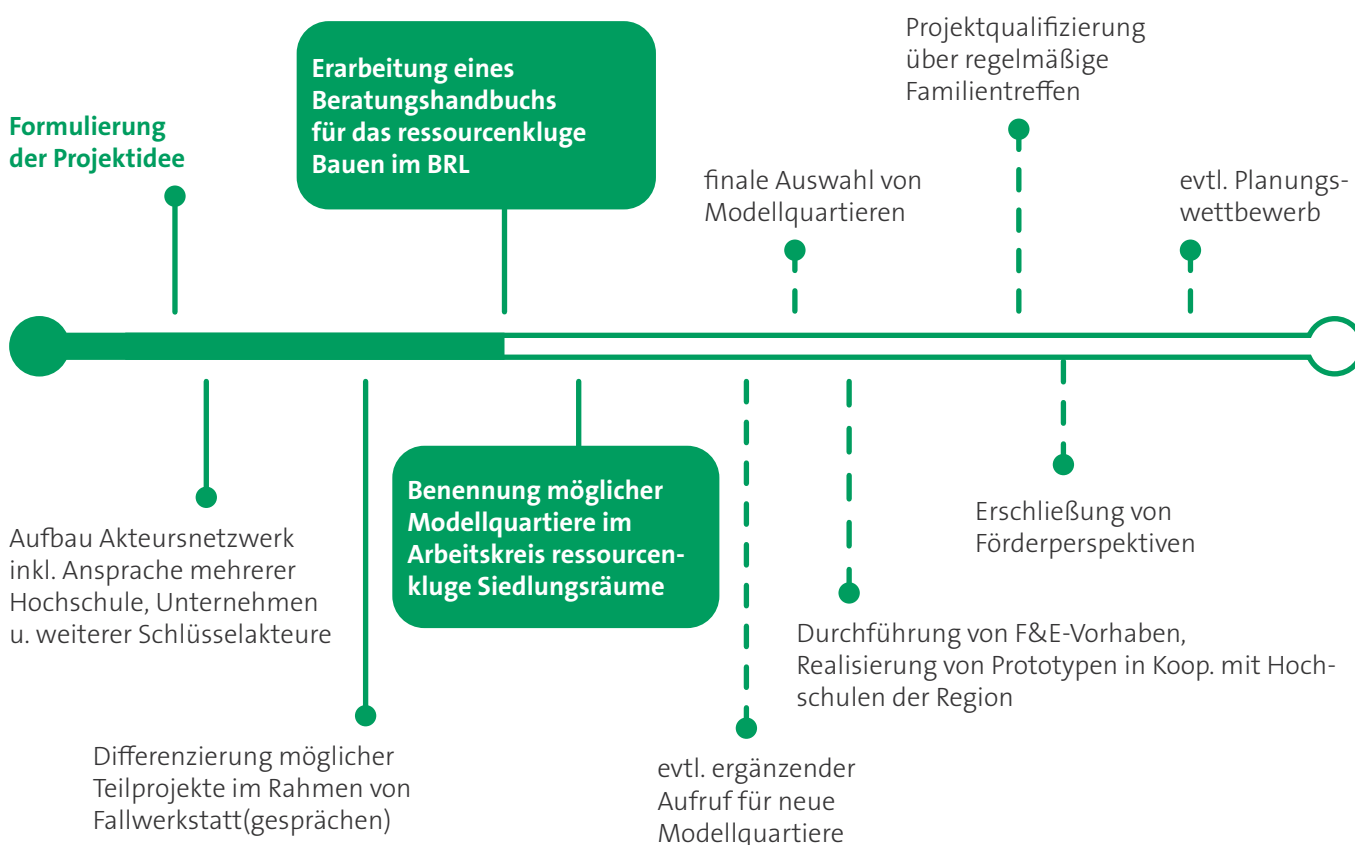 Formulierung
der Projektidee
Erarbeitung eines
Beratungshandbuchs
für das ressourcenkluge
Bauen im BRL
finale Auswahl von
Modellquartieren
Projektqualifizierung
über regelmäßige
Familientreffen
evtl. Planungs-
wettbewerb
Aufbau Akteursnetzwerk
inkl. Ansprache mehrerer
Hochschule, Unternehmen
u. weiterer Schlüsselakteure
Differenzierung möglicher
Teilprojekte im Rahmen von
Fallwerkstatt(gesprächen)
Benennung möglicher
Modellquartiere im
Arbeitskreis ressourcen-
kluge Siedlungsräume
evtl. ergänzender
Aufruf für neue
Modellquartiere
Durchführung von F&E-Vorhaben,
Realisierung von Prototypen in Koop. mit Hoch-
schulen der Region
Erschließung von
Förderperspektiven